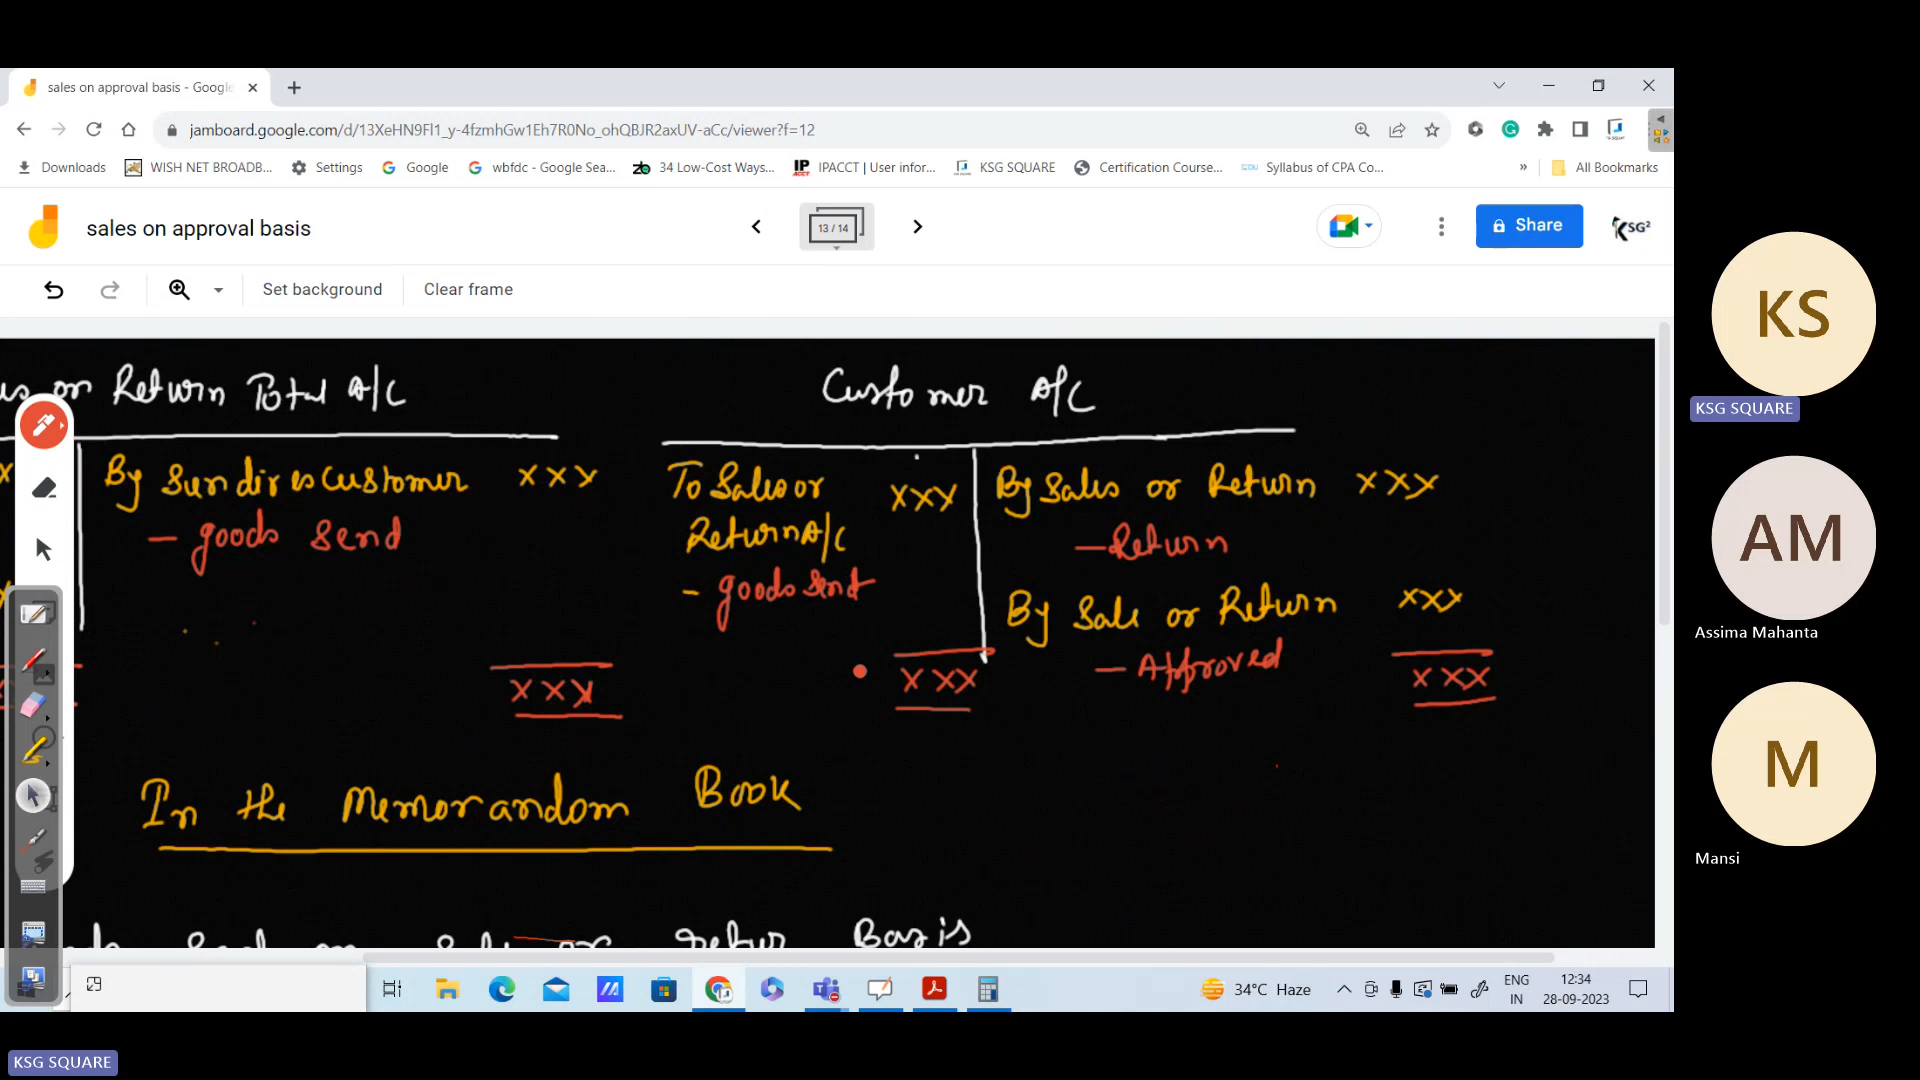 sales on approval basis - Google
jamboard.google.com/d/13XeHN9Fl1_y-4fzmhGw1Eh7R0No_ohQBJR2axUV-aCc/viewer?f=12
Downloads WISH NET BROADB... Settings Google wbfdc - Google Sea... 34 Low-Cost Ways... IPACCT | User infor... KSG SQUARE Certification Course... Syllabus of CPA Co... » All Bookmarks
sales on approval basis
13 / 14
Share
KSG²
Set background Clear frame
or Return Total A/C
By Sundires Customer xxx
- goods send
xxx
Customer A/C
To Sales or xxx
Return A/C
- goods sent
xxx
By Sales or Return xxx
- Return
By Sale or Return xxx
- Approved
xxx
In the Memorandom Book
Basis
34°C Haze
ENG
IN
12:34
28-09-2023
KS
KSG SQUARE
AM
Assima Mahanta
M
Mansi
KSG SQUARE